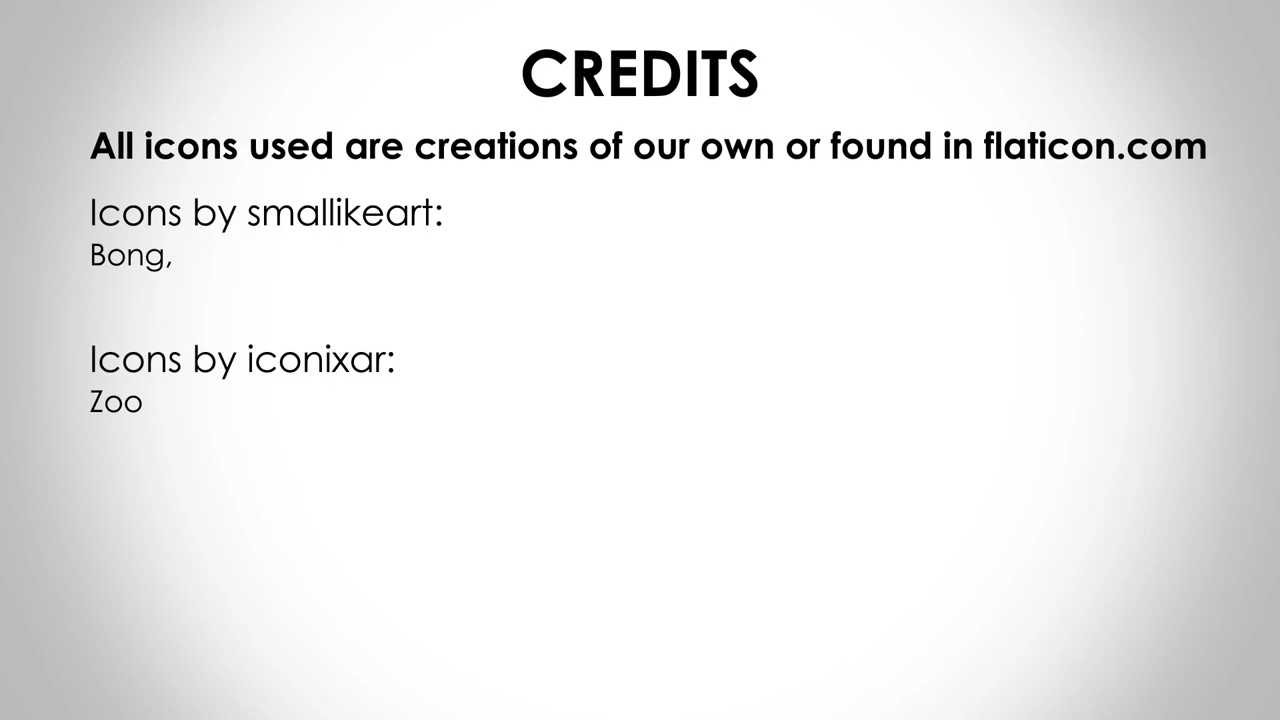 CREDITS
All icons used are creations of our own or found in flaticon.com
Icons by smallikeart:
Bong,
Icons by iconixar:
Zoo